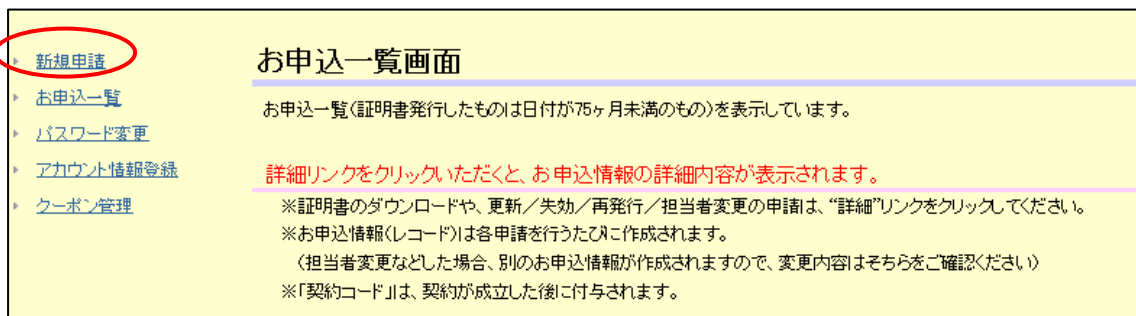 新規申請
お申込一覧
パスワード変更
アカウント情報登録
クーポン管理
お申込一覧画面
お申込一覧(証明書発行したものは日付が75ヶ月未満のもの)を表示しています。
詳細リンクをクリックいただくと、お申込情報の詳細内容が表示されます。
※証明書のダウンロードや、更新／失効／再発行／担当者変更の申請は、“詳細”リンクをクリックしてください。
※お申込情報(レコード)は各申請を行うたびに作成されます。
(担当者変更などした場合、別のお申込情報が作成されますので、変更内容はそちらをご確認ください)
※「契約コード」は、契約が成立した後に付与されます。